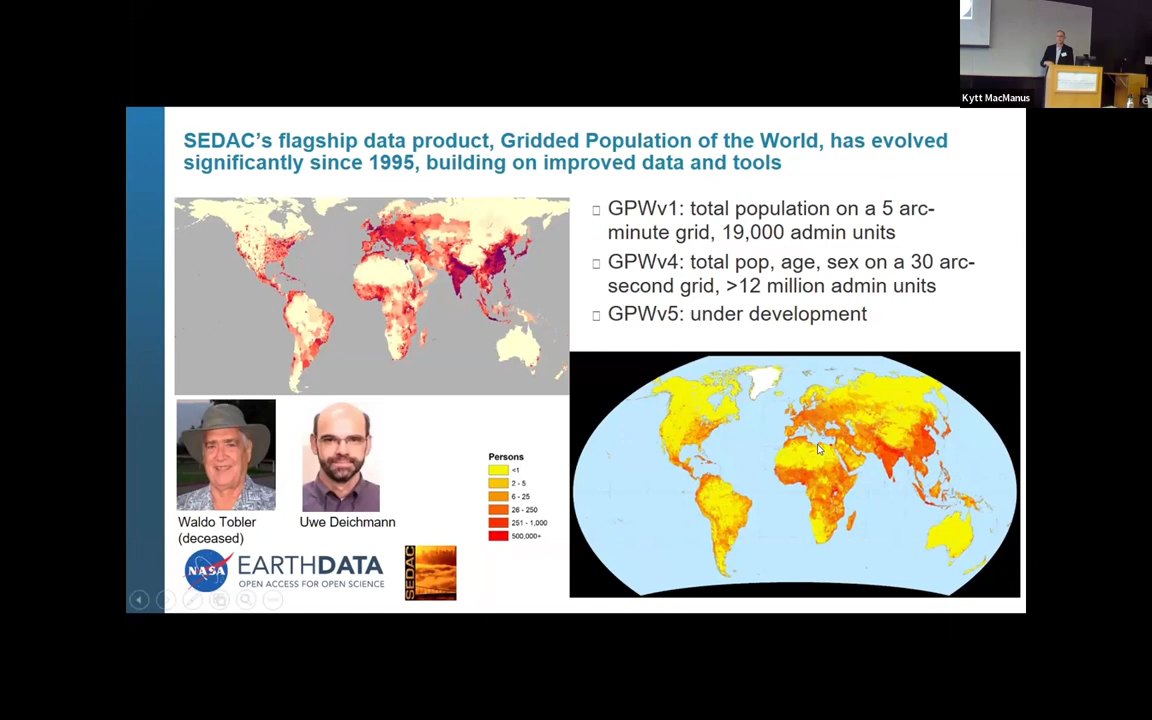 Kytt MacManus
SEDAC's flagship data product, Gridded Population of the World, has evolved
significantly since 1995, building on improved data and tools
GPWv1: total population on a 5 arc-
minute grid, 19,000 admin units
GPWv4: total pop, age, sex on a 30 arc-
second grid, >12 million admin units
GPWv5: under development
Waldo Tobler
(deceased)
Uwe Deichmann
Persons
<1
2 - 5
6 - 25
26 - 250
251 - 1,000
500,000+
NASA
EARTHDATA
OPEN ACCESS FOR OPEN SCIENCE
SEDAC